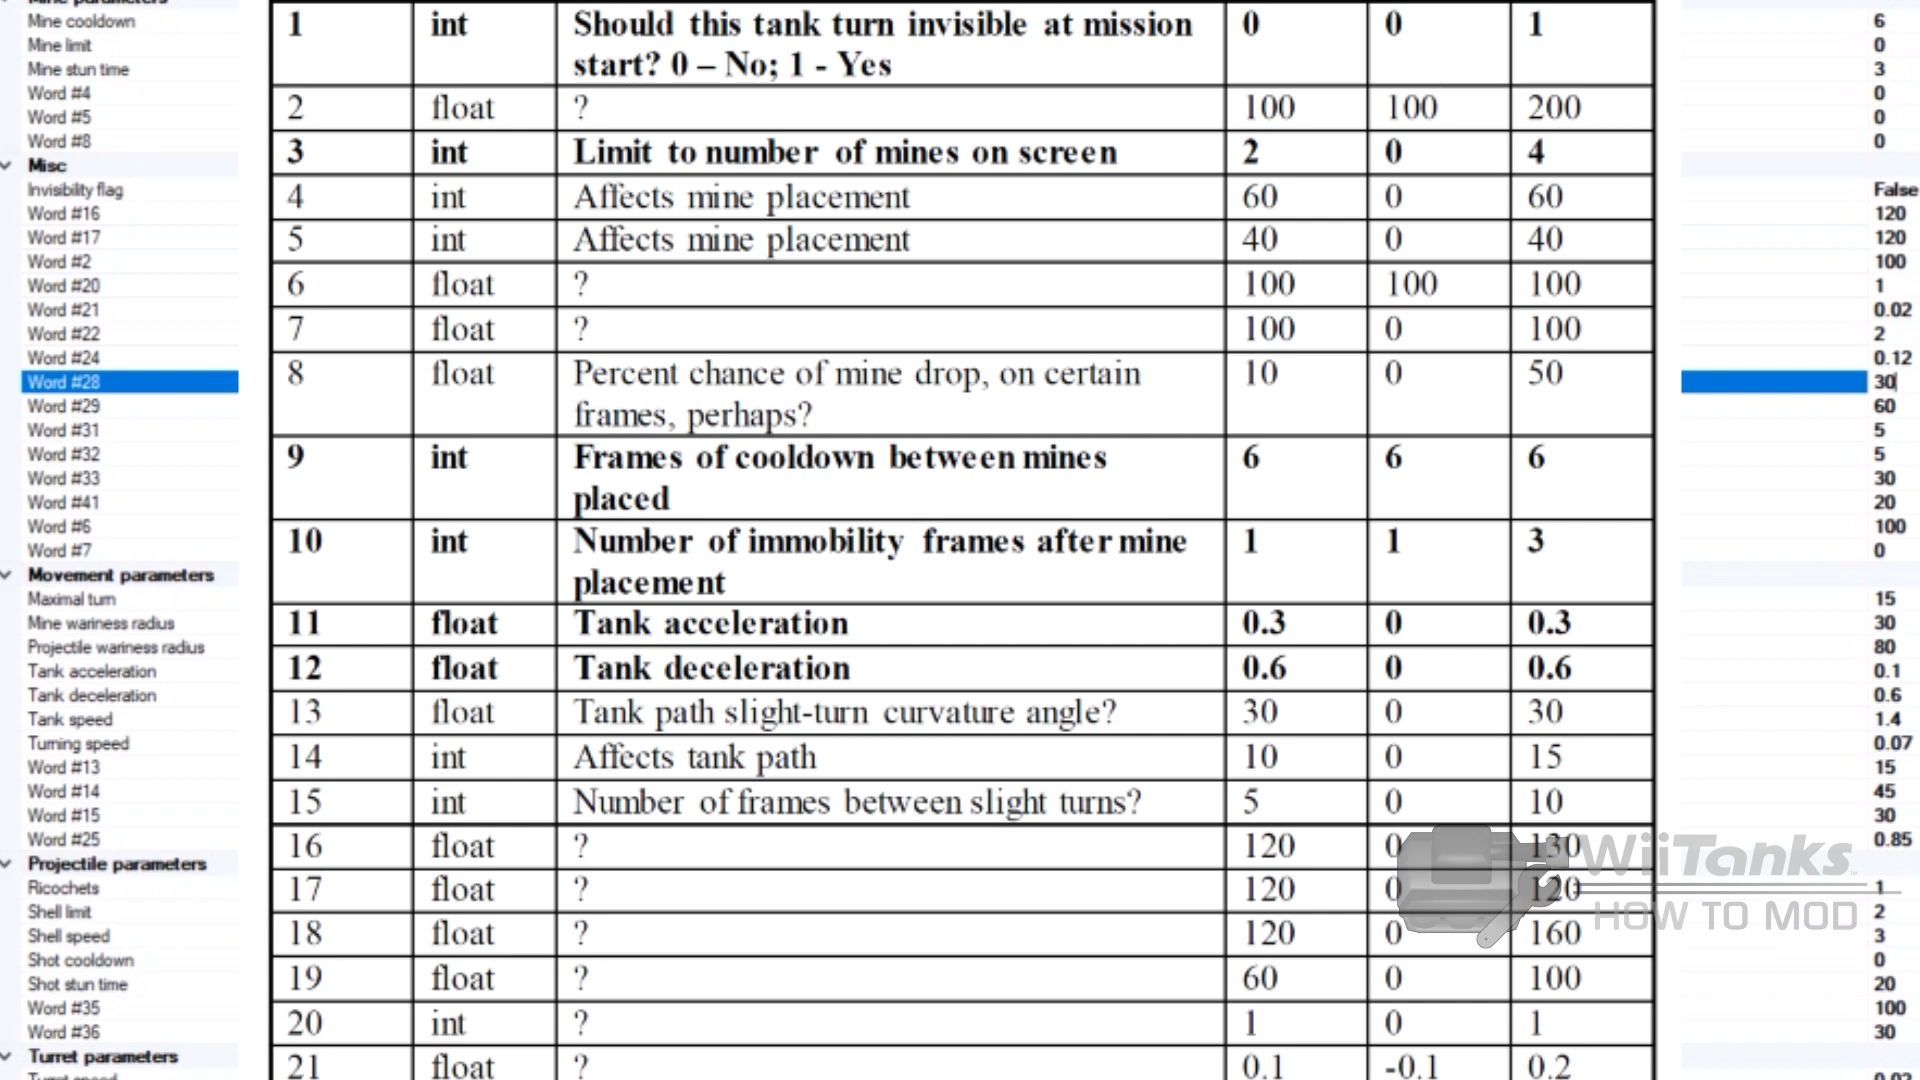 Mine parameters
Mine cooldown
Mine limit
Mine stun time
Word #4
Word #5
Word #8
Misc
Invisibility flag
Word #16
Word #17
Word #2
Word #20
Word #21
Word #22
Word #24
Word #28
Word #29
Word #31
Word #32
Word #33
Word #41
Word #6
Word #7
Movement parameters
Maximal turn
Mine wariness radius
Projectile wariness radius
Tank acceleration
Tank deceleration
Tank speed
Turning speed
Word #13
Word #14
Word #15
Word #25
Projectile parameters
Ricochets
Shell limit
Shell speed
Shot cooldown
Shot stun time
Word #35
Word #36
Turret parameters
Turret speed
1 int Should this tank turn invisible at mission 0 0 1
start? 0 – No; 1 - Yes
2 float ? 100 100 200
3 int Limit to number of mines on screen 2 0 4
4 int Affects mine placement 60 0 60
5 int Affects mine placement 40 0 40
6 float ? 100 100 100
7 float ? 100 0 100
8 float Percent chance of mine drop, on certain 10 0 50
frames, perhaps?
9 int Frames of cooldown between mines 6 6 6
placed
10 int Number of immobility frames after mine 1 1 3
placement
11 float Tank acceleration 0.3 0 0.3
12 float Tank deceleration 0.6 0 0.6
13 float Tank path slight-turn curvature angle? 30 0 30
14 int Affects tank path 10 0 15
15 int Number of frames between slight turns? 5 0 10
16 float ? 120 0 130
17 float ? 120 0 120
18 float ? 120 0 160
19 float ? 60 0 100
20 int ? 1 0 1
21 float ? 0.1 -0.1 0.2
6
0
3
0
0
0
False
120
120
100
1
0.02
2
0.12
30
60
5
5
30
20
100
0
15
30
80
0.1
0.6
1.4
0.07
15
45
30
0.85
1
2
3
0
20
100
30
WiiTanks
HOW TO MOD